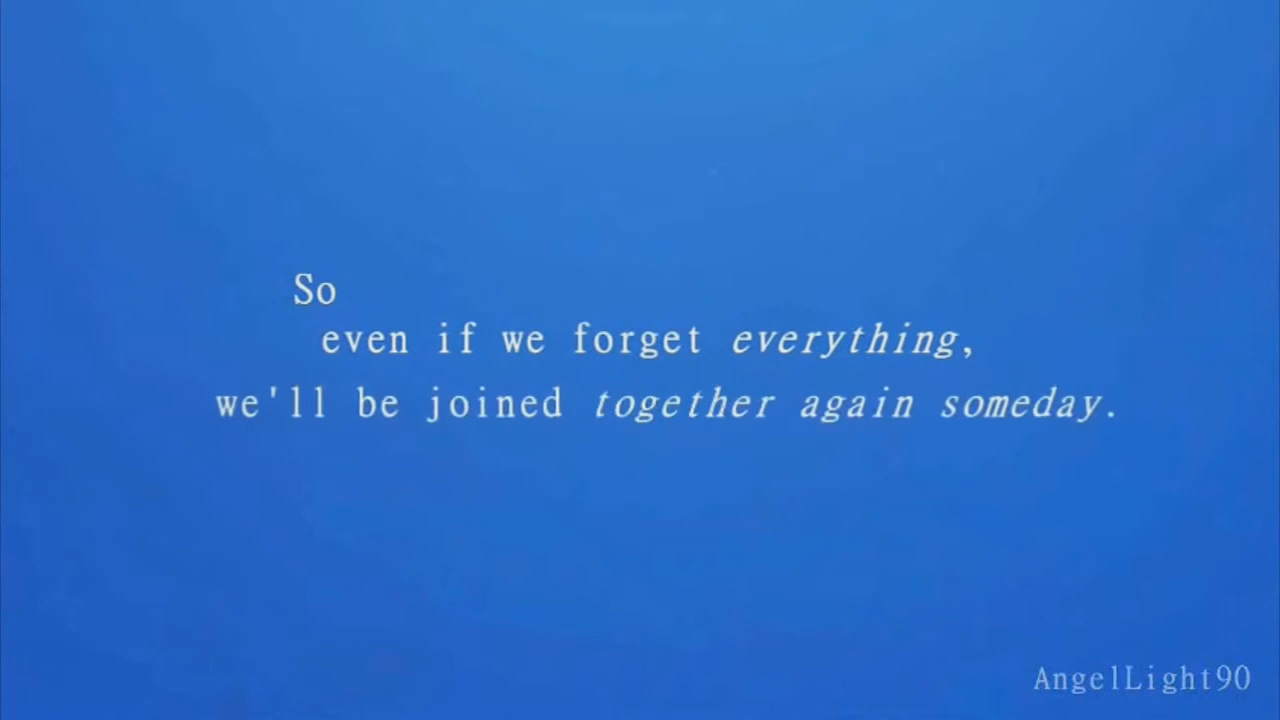 So
even if we forget everything,
we'll be joined together again someday.
AngelLight90